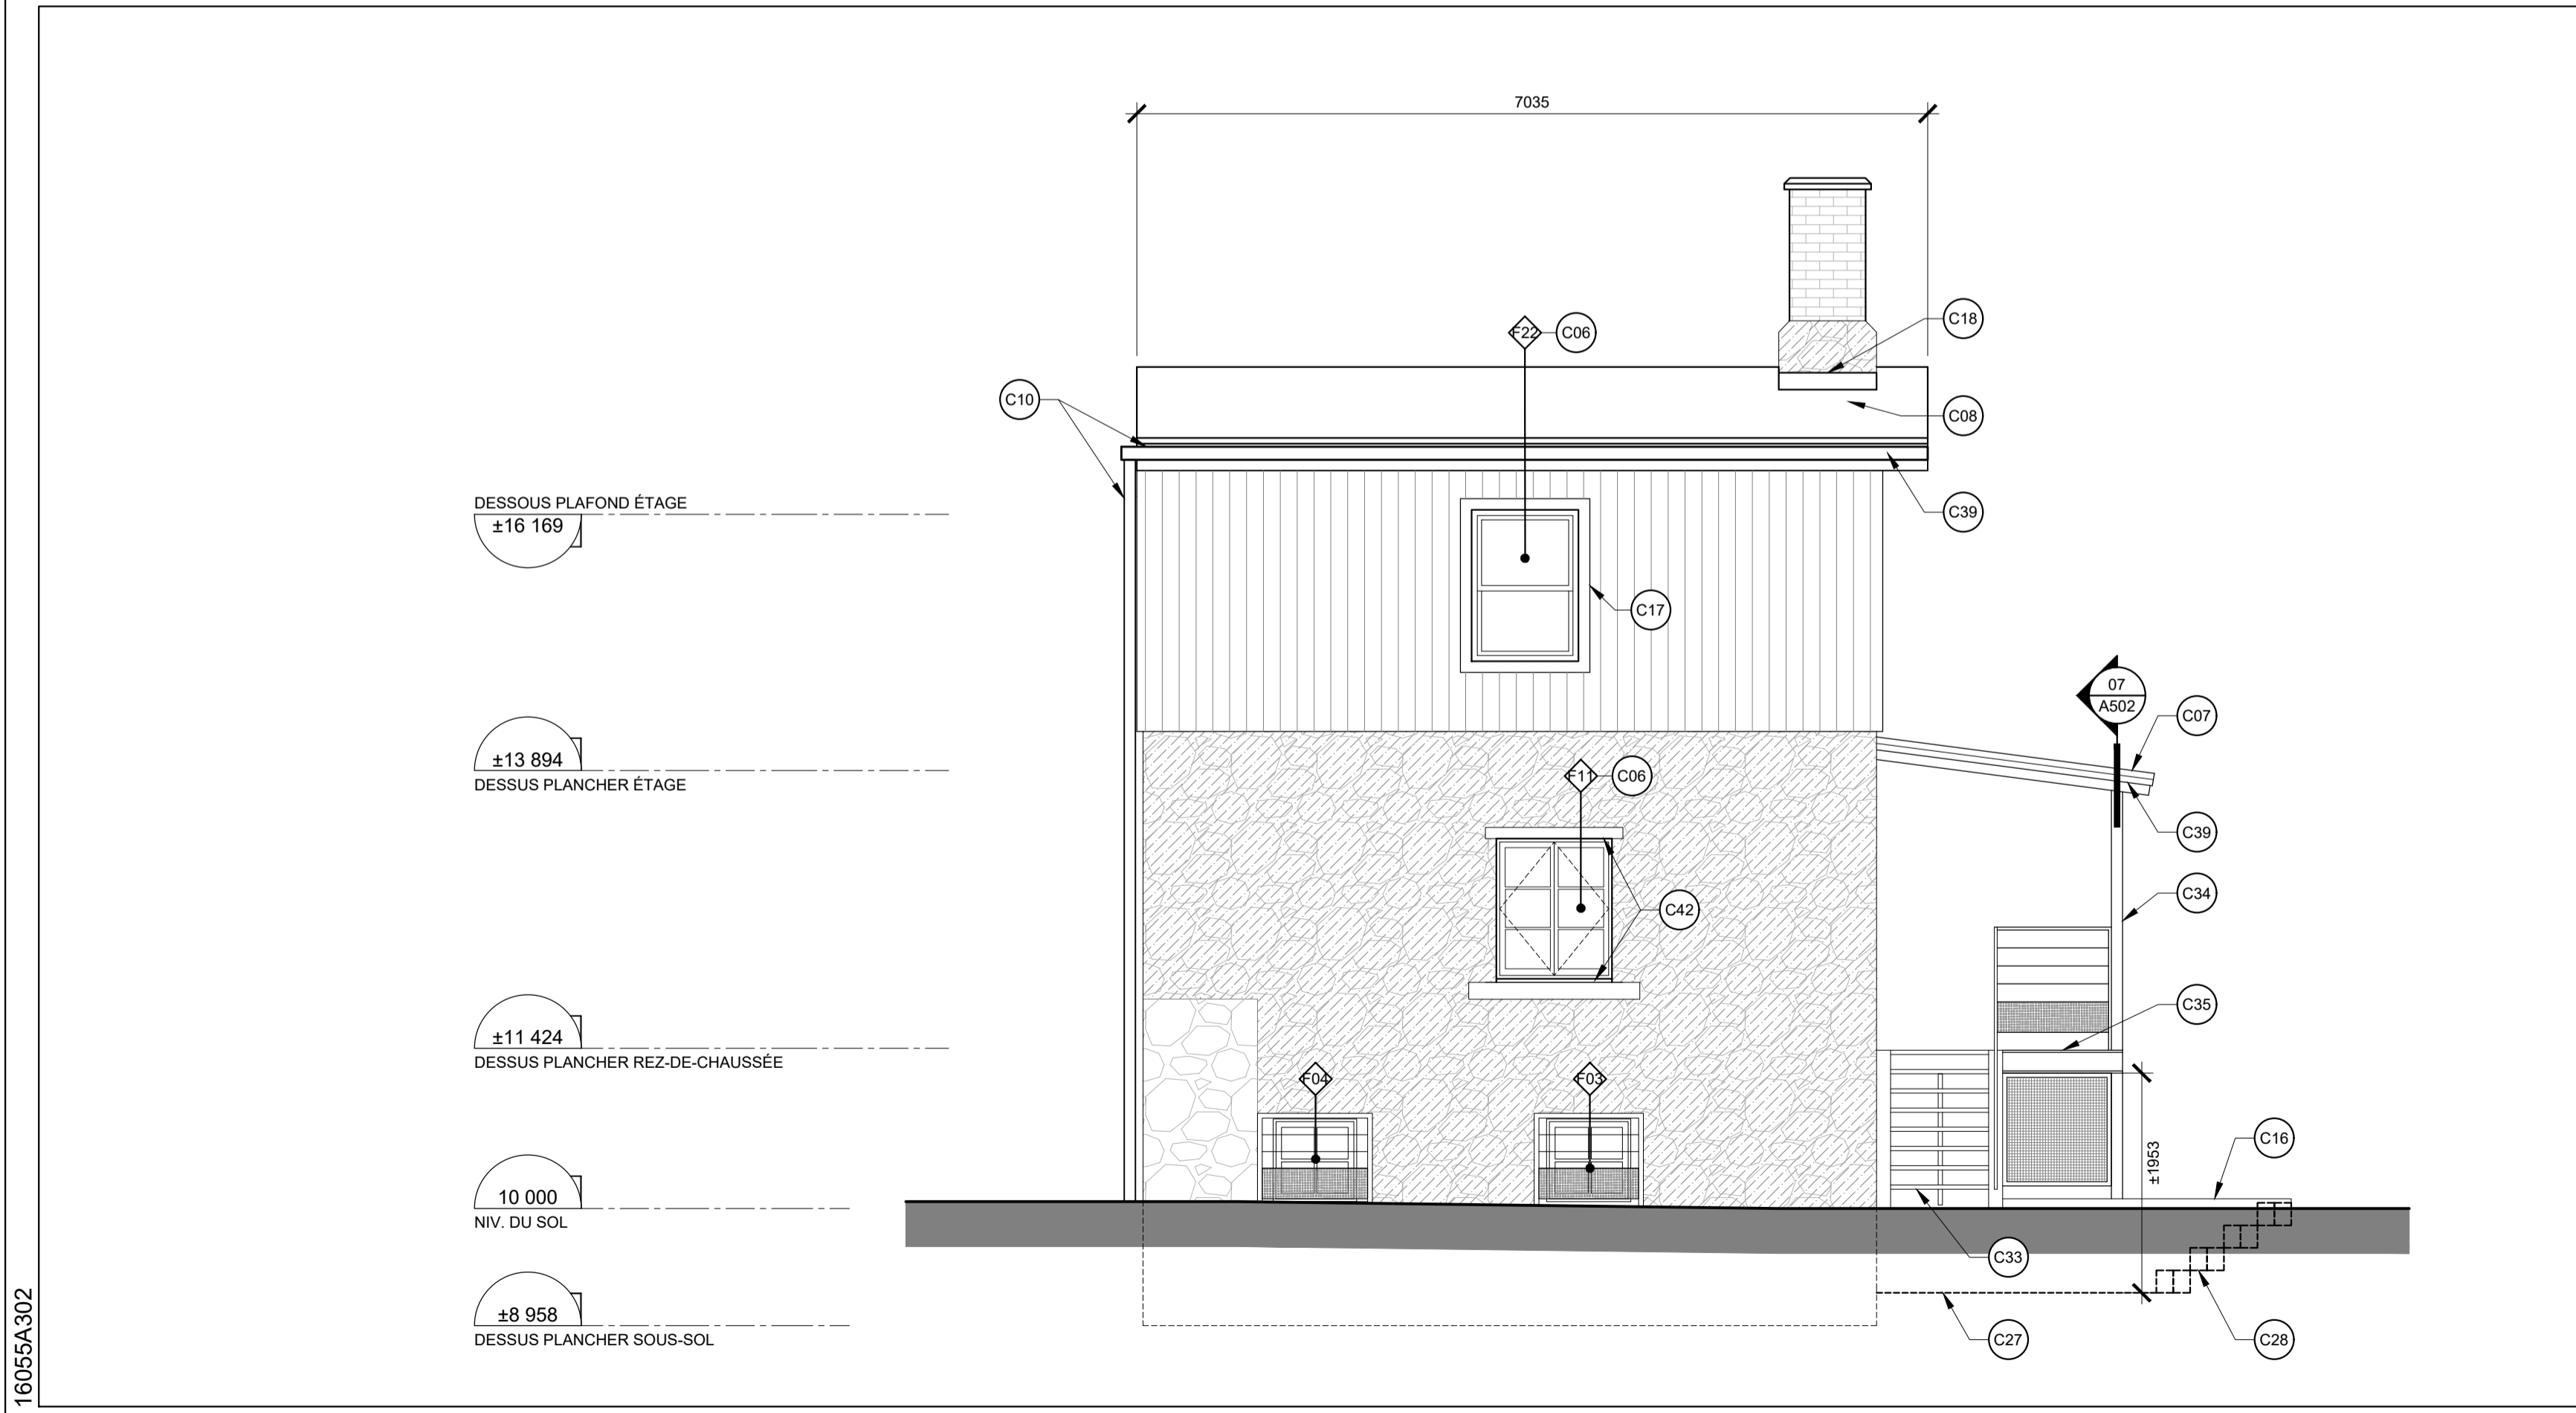 7035
C18
F22
C06
C10
C08
C39
DESSOUS PLAFOND ÉTAGE
±16 169
C17
07
A502
C07
±13 894
DESSUS PLANCHER ÉTAGE
F11
C06
C39
C34
C42
C35
±11 424
DESSUS PLANCHER REZ-DE-CHAUSSÉE
F04
F03
C16
±1953
10 000
NIV. DU SOL
C33
±8 958
DESSUS PLANCHER SOUS-SOL
C27
C28
16055A302